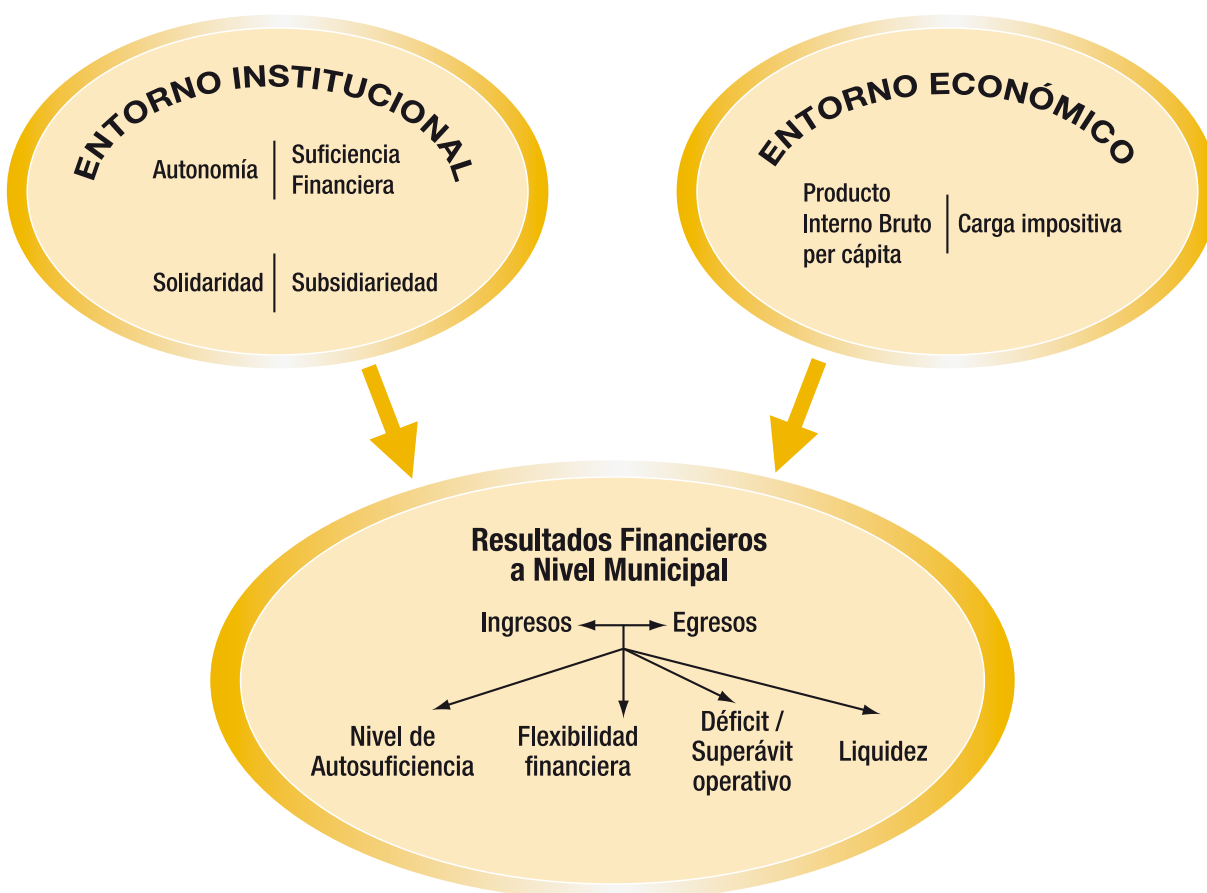 ENTORNO INSTITUCIONAL
Autonomía
Suficiencia
Financiera
Solidaridad
Subsidiariedad
ENTORNO ECONÓMICO
Producto
Interno Bruto
per cápita
Carga impositiva
Resultados Financieros
a Nivel Municipal
Ingresos
Egresos
Nivel de
Autosuficiencia
Flexibilidad
financiera
Déficit /
Superávit
operativo
Liquidez